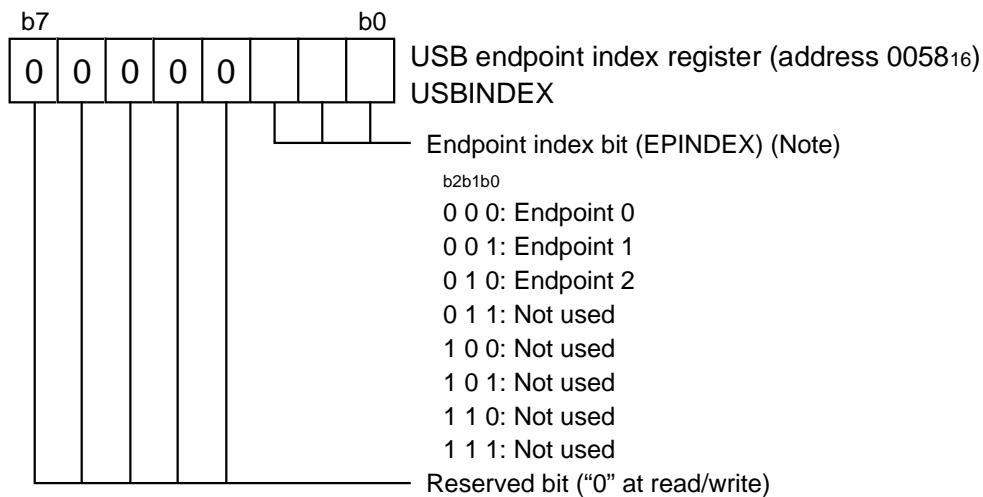 b7 b0
0 0 0 0 0
USB endpoint index register (address 005816)
USBINDEX
Endpoint index bit (EPINDEX) (Note)
b2b1b0
0 0 0: Endpoint 0
0 0 1: Endpoint 1
0 1 0: Endpoint 2
0 1 1: Not used
1 0 0: Not used
1 0 1: Not used
1 1 0: Not used
1 1 1: Not used
Reserved bit (“0” at read/write)